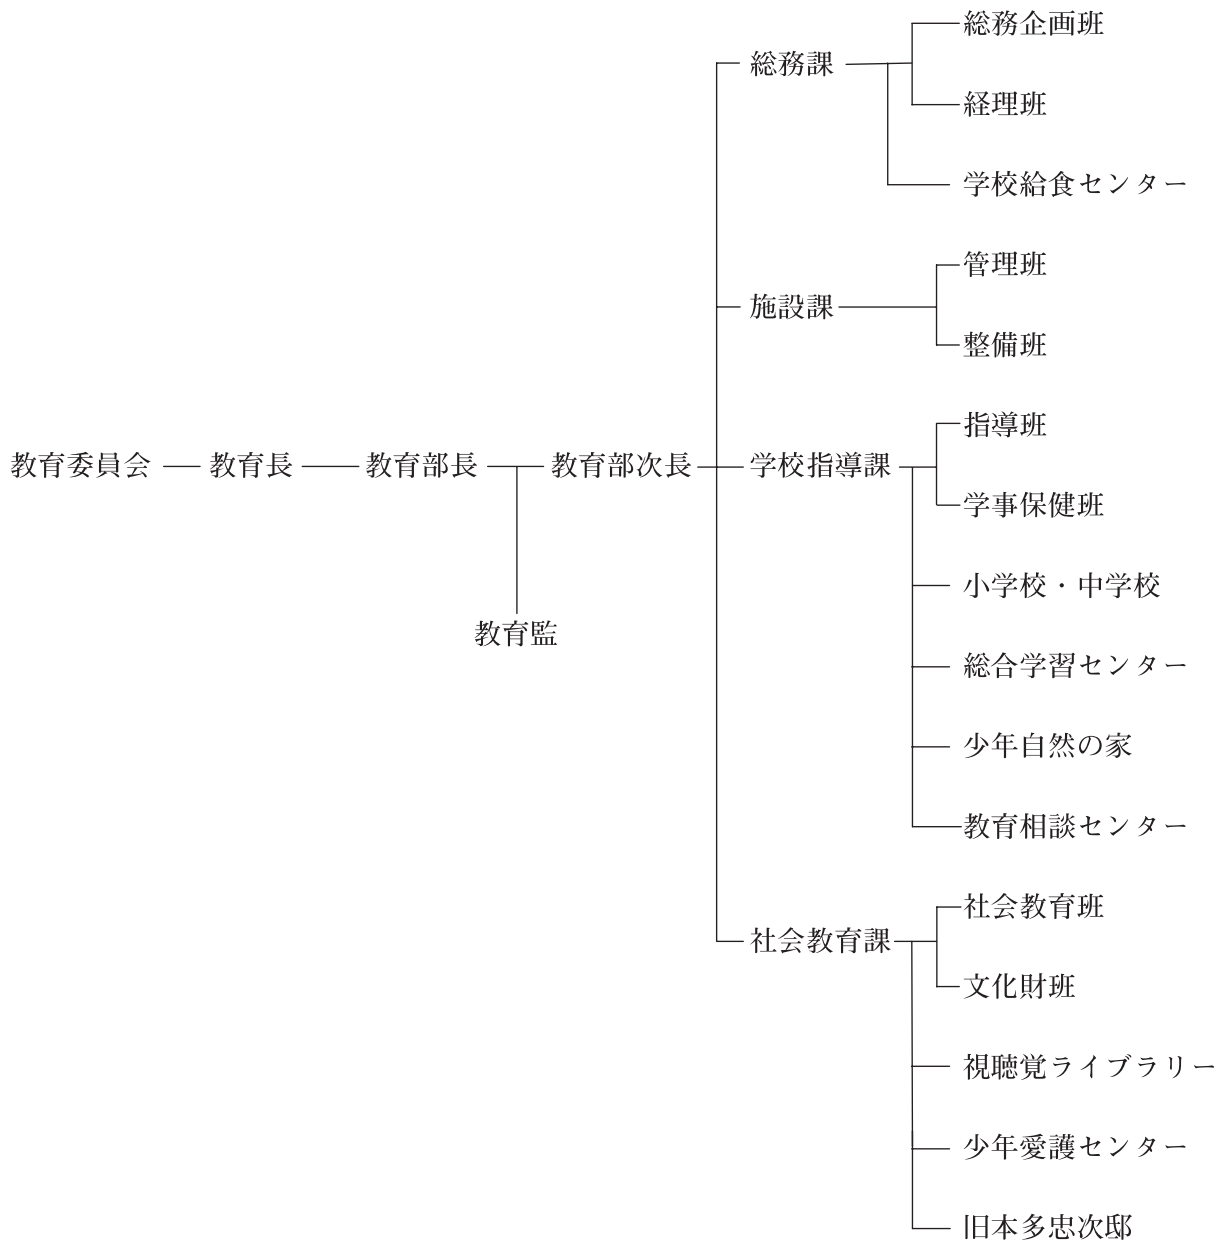 教育委員会
教育長
教育部長
教育監
教育部次長
総務課
総務企画班
経理班
学校給食センター
施設課
管理班
整備班
学校指導課
指導班
学事保健班
小学校・中学校
総合学習センター
少年自然の家
教育相談センター
社会教育課
社会教育班
文化財班
視聴覚ライブラリー
少年愛護センター
旧本多忠次邸